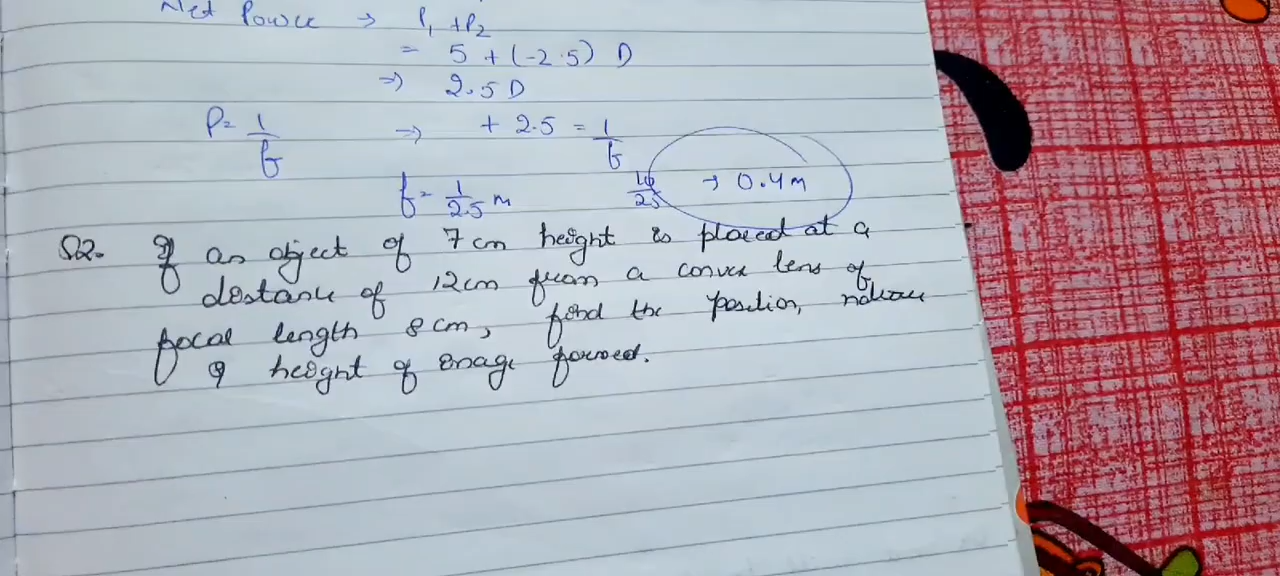 Net Power → P₁ + P₂
= 5 + (-2.5) D
⇒ 2.5 D
P = 1/f ⇒ + 2.5 = 1/f
f = 1/2.5 m 10/25 → 0.4 m
Q2. If an object of 7 cm height is placed at a
distance of 12 cm from a convex lens of
focal length 8 cm, find the position, nature
& height of image formed.